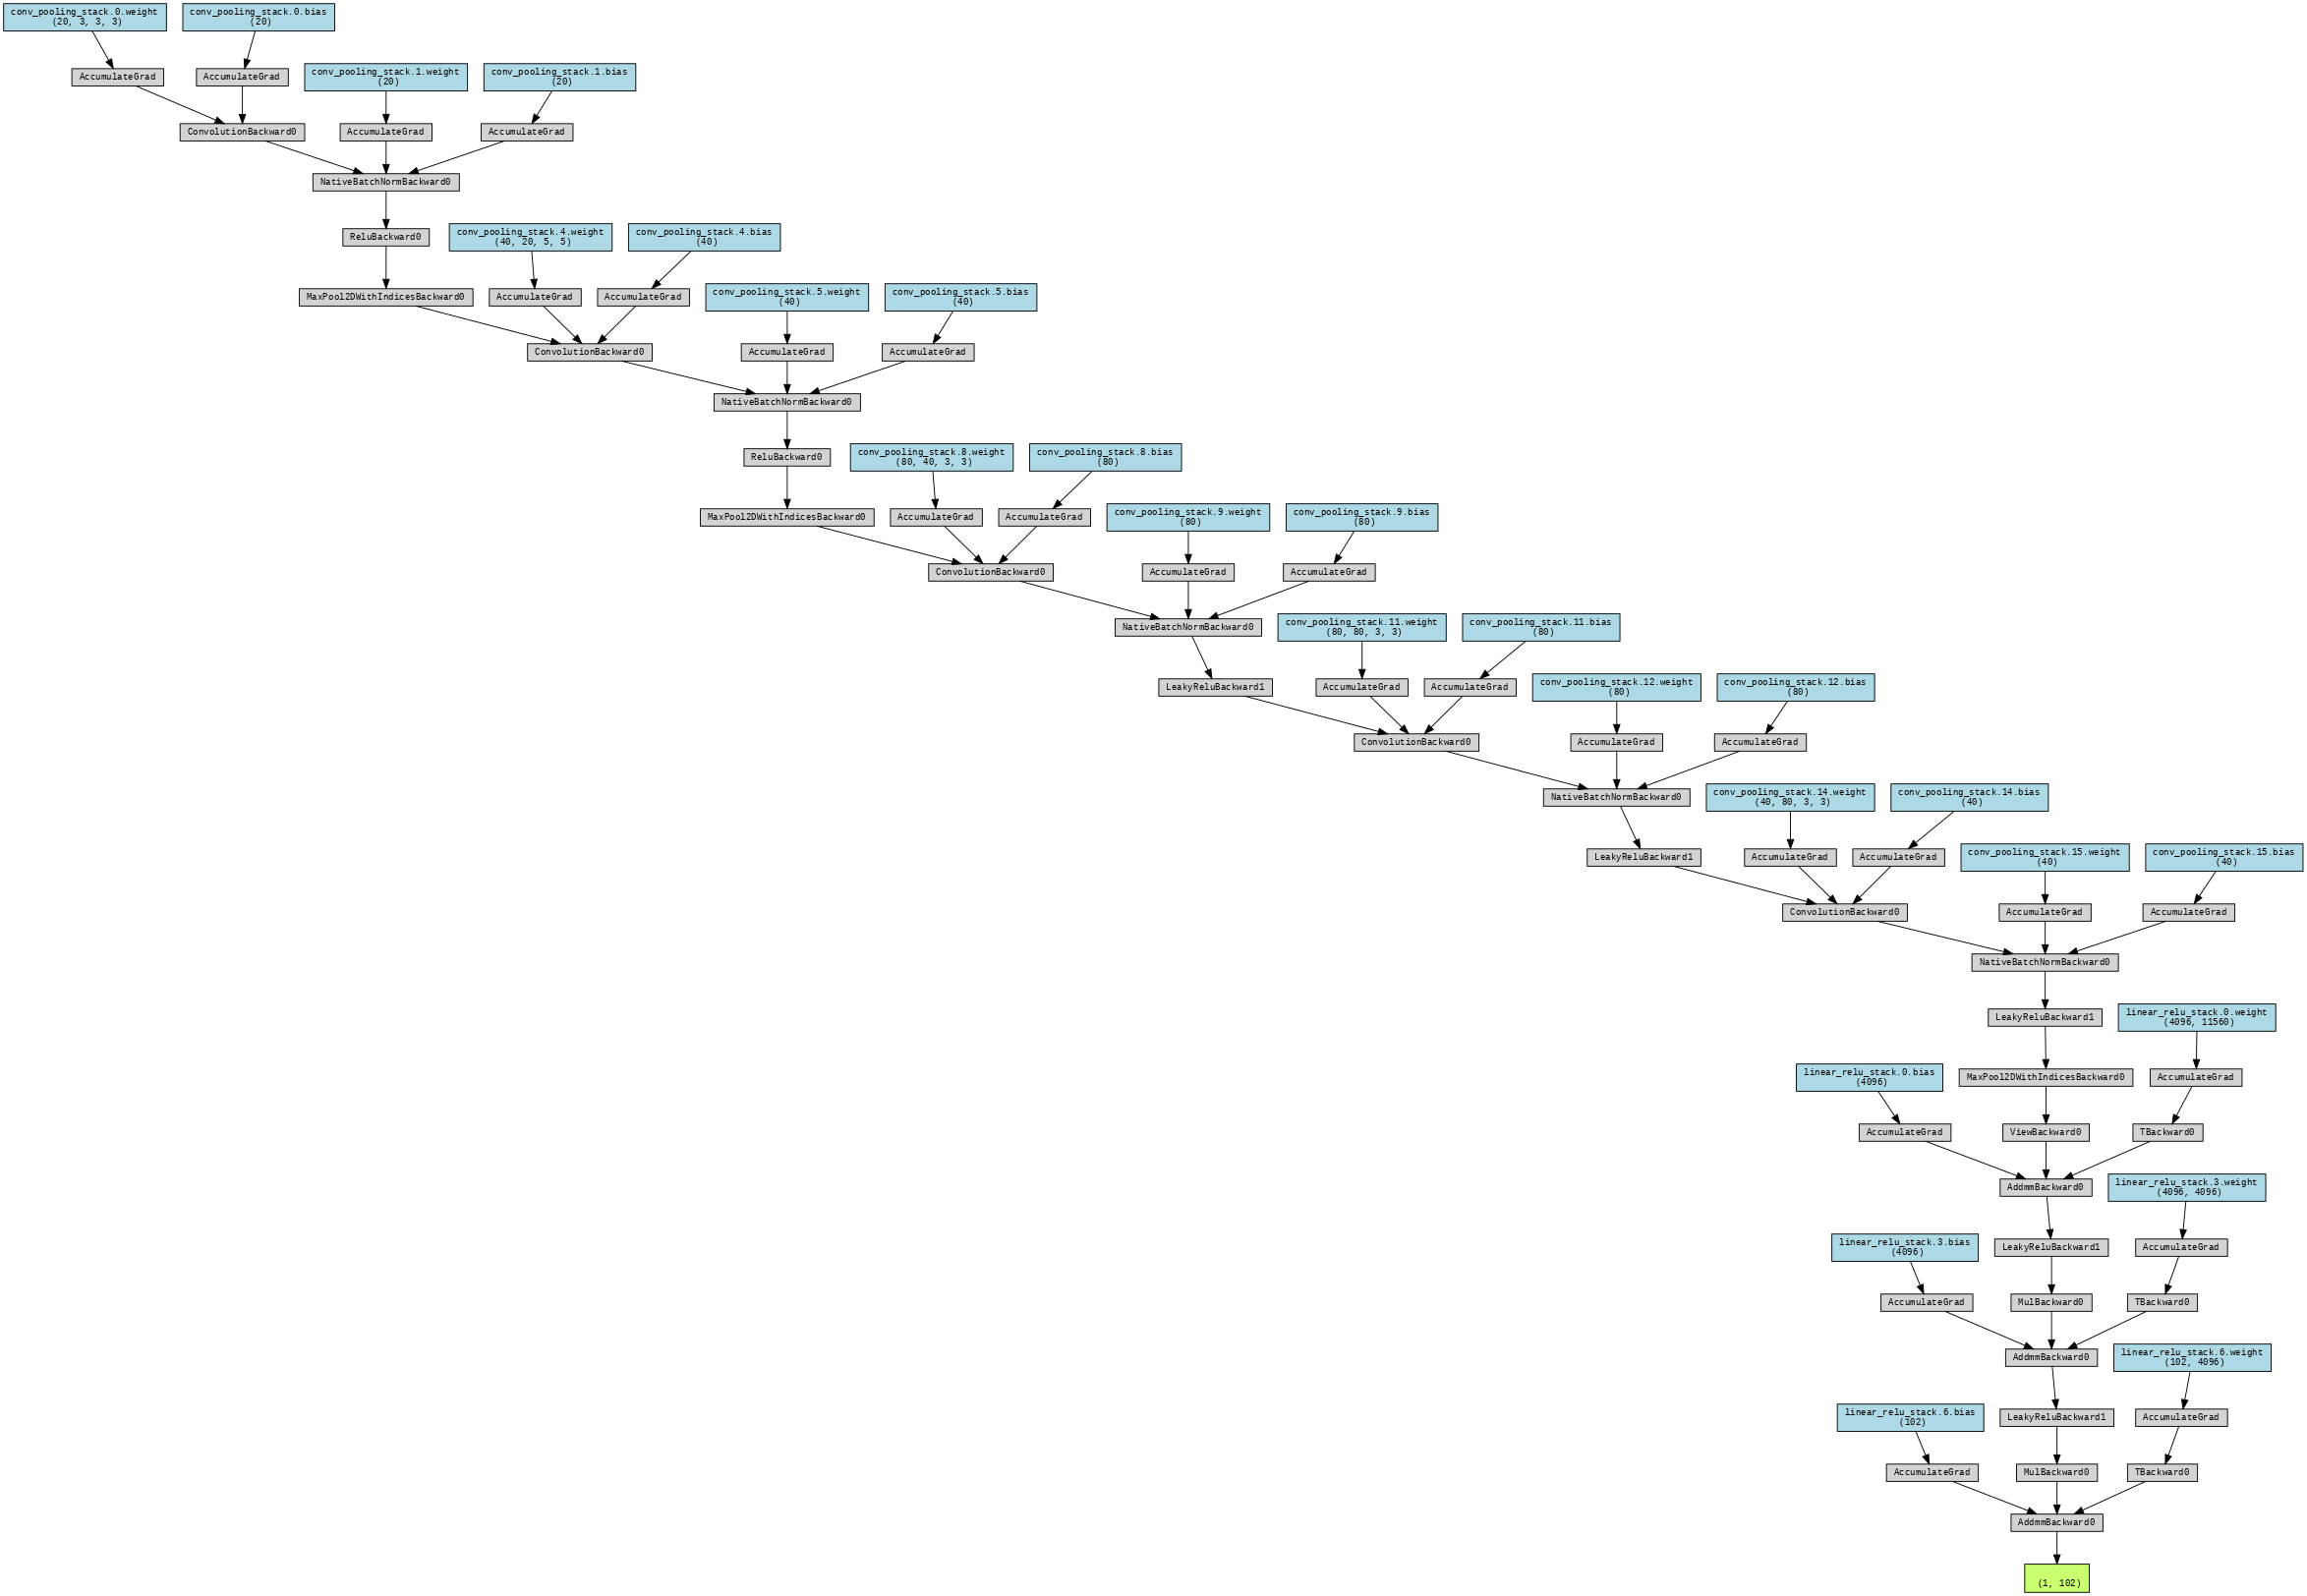 conv_pooling_stack.0.weight
(20, 3, 3, 3)
conv_pooling_stack.0.bias
(20)
AccumulateGrad
AccumulateGrad
conv_pooling_stack.1.weight
(20)
conv_pooling_stack.1.bias
(20)
ConvolutionBackward0
AccumulateGrad
AccumulateGrad
NativeBatchNormBackward0
ReluBackward0
conv_pooling_stack.4.weight
(40, 20, 5, 5)
conv_pooling_stack.4.bias
(40)
MaxPool2DWithIndicesBackward0
AccumulateGrad
AccumulateGrad
conv_pooling_stack.5.weight
(40)
conv_pooling_stack.5.bias
(40)
ConvolutionBackward0
AccumulateGrad
AccumulateGrad
NativeBatchNormBackward0
ReluBackward0
conv_pooling_stack.8.weight
(80, 40, 3, 3)
conv_pooling_stack.8.bias
(80)
MaxPool2DWithIndicesBackward0
AccumulateGrad
AccumulateGrad
conv_pooling_stack.9.weight
(80)
conv_pooling_stack.9.bias
(80)
ConvolutionBackward0
AccumulateGrad
AccumulateGrad
NativeBatchNormBackward0
conv_pooling_stack.11.weight
(80, 80, 3, 3)
conv_pooling_stack.11.bias
(80)
LeakyReluBackward1
AccumulateGrad
AccumulateGrad
conv_pooling_stack.12.weight
(80)
conv_pooling_stack.12.bias
(80)
ConvolutionBackward0
AccumulateGrad
AccumulateGrad
NativeBatchNormBackward0
conv_pooling_stack.14.weight
(40, 80, 3, 3)
conv_pooling_stack.14.bias
(40)
LeakyReluBackward1
AccumulateGrad
AccumulateGrad
conv_pooling_stack.15.weight
(40)
conv_pooling_stack.15.bias
(40)
ConvolutionBackward0
AccumulateGrad
AccumulateGrad
NativeBatchNormBackward0
LeakyReluBackward1
linear_relu_stack.0.weight
(4096, 11560)
linear_relu_stack.0.bias
(4096)
MaxPool2DWithIndicesBackward0
AccumulateGrad
AccumulateGrad
ViewBackward0
TBackward0
AddmmBackward0
linear_relu_stack.3.weight
(4096, 4096)
linear_relu_stack.3.bias
(4096)
LeakyReluBackward1
AccumulateGrad
AccumulateGrad
MulBackward0
TBackward0
AddmmBackward0
linear_relu_stack.6.weight
(102, 4096)
linear_relu_stack.6.bias
(102)
LeakyReluBackward1
AccumulateGrad
AccumulateGrad
MulBackward0
TBackward0
AddmmBackward0
(1, 102)